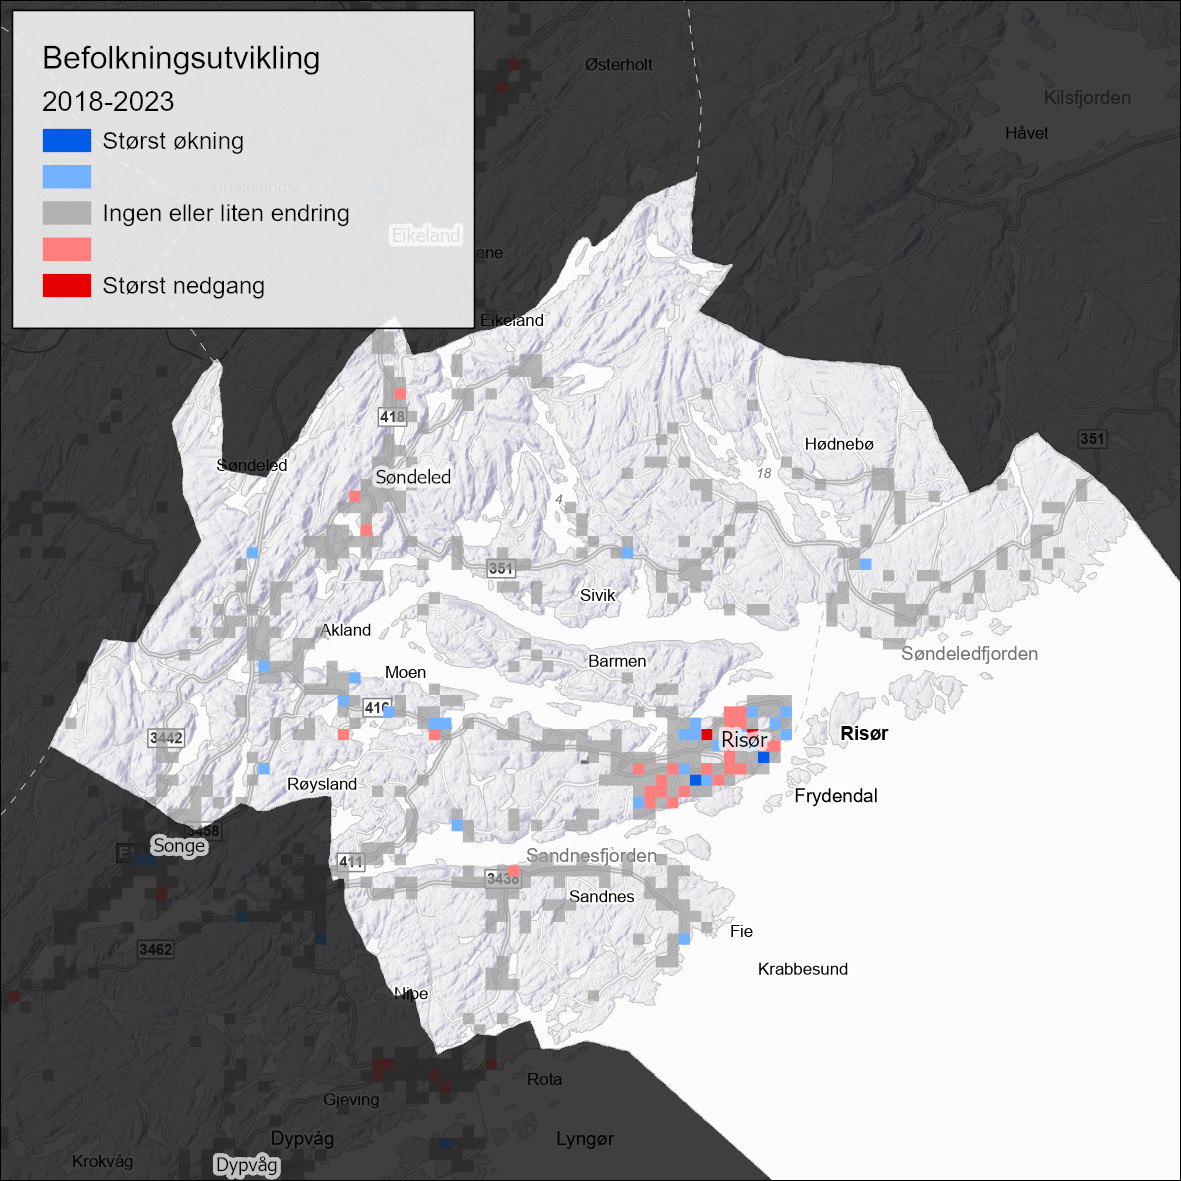 Befolkningsutvikling
2018-2023
Størst økning
Ingen eller liten endring
Størst nedgang
Østerholt
Kilsfjorden
Håvet
Brokelands
Eikeland
Eikeland
418
351
Hødnebø
Søndeled
Søndeled
18
4
351
Sivik
Akland
Barmen
Søndeledfjorden
Moen
416
3442
Risør
Risør
Røysland
Frydendal
Songe
411
Sandnesfjorden
3438
Sandnes
Fie
3462
Krabbesund
Nipe
Rota
Gjeving
Dypvåg
Lyngør
Krokvåg
Dypvåg